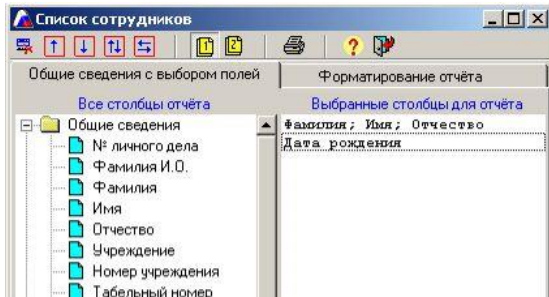 Список сотрудников
Общие сведения с выбором полей
Форматирование отчёта
Все столбцы отчёта
Выбранные столбцы для отчёта
Общие сведения
№ личного дела
Фамилия И.О.
Фамилия
Имя
Отчество
Учреждение
Номер учреждения
Табельный номер
Фамилия; Имя; Отчество
Дата рождения